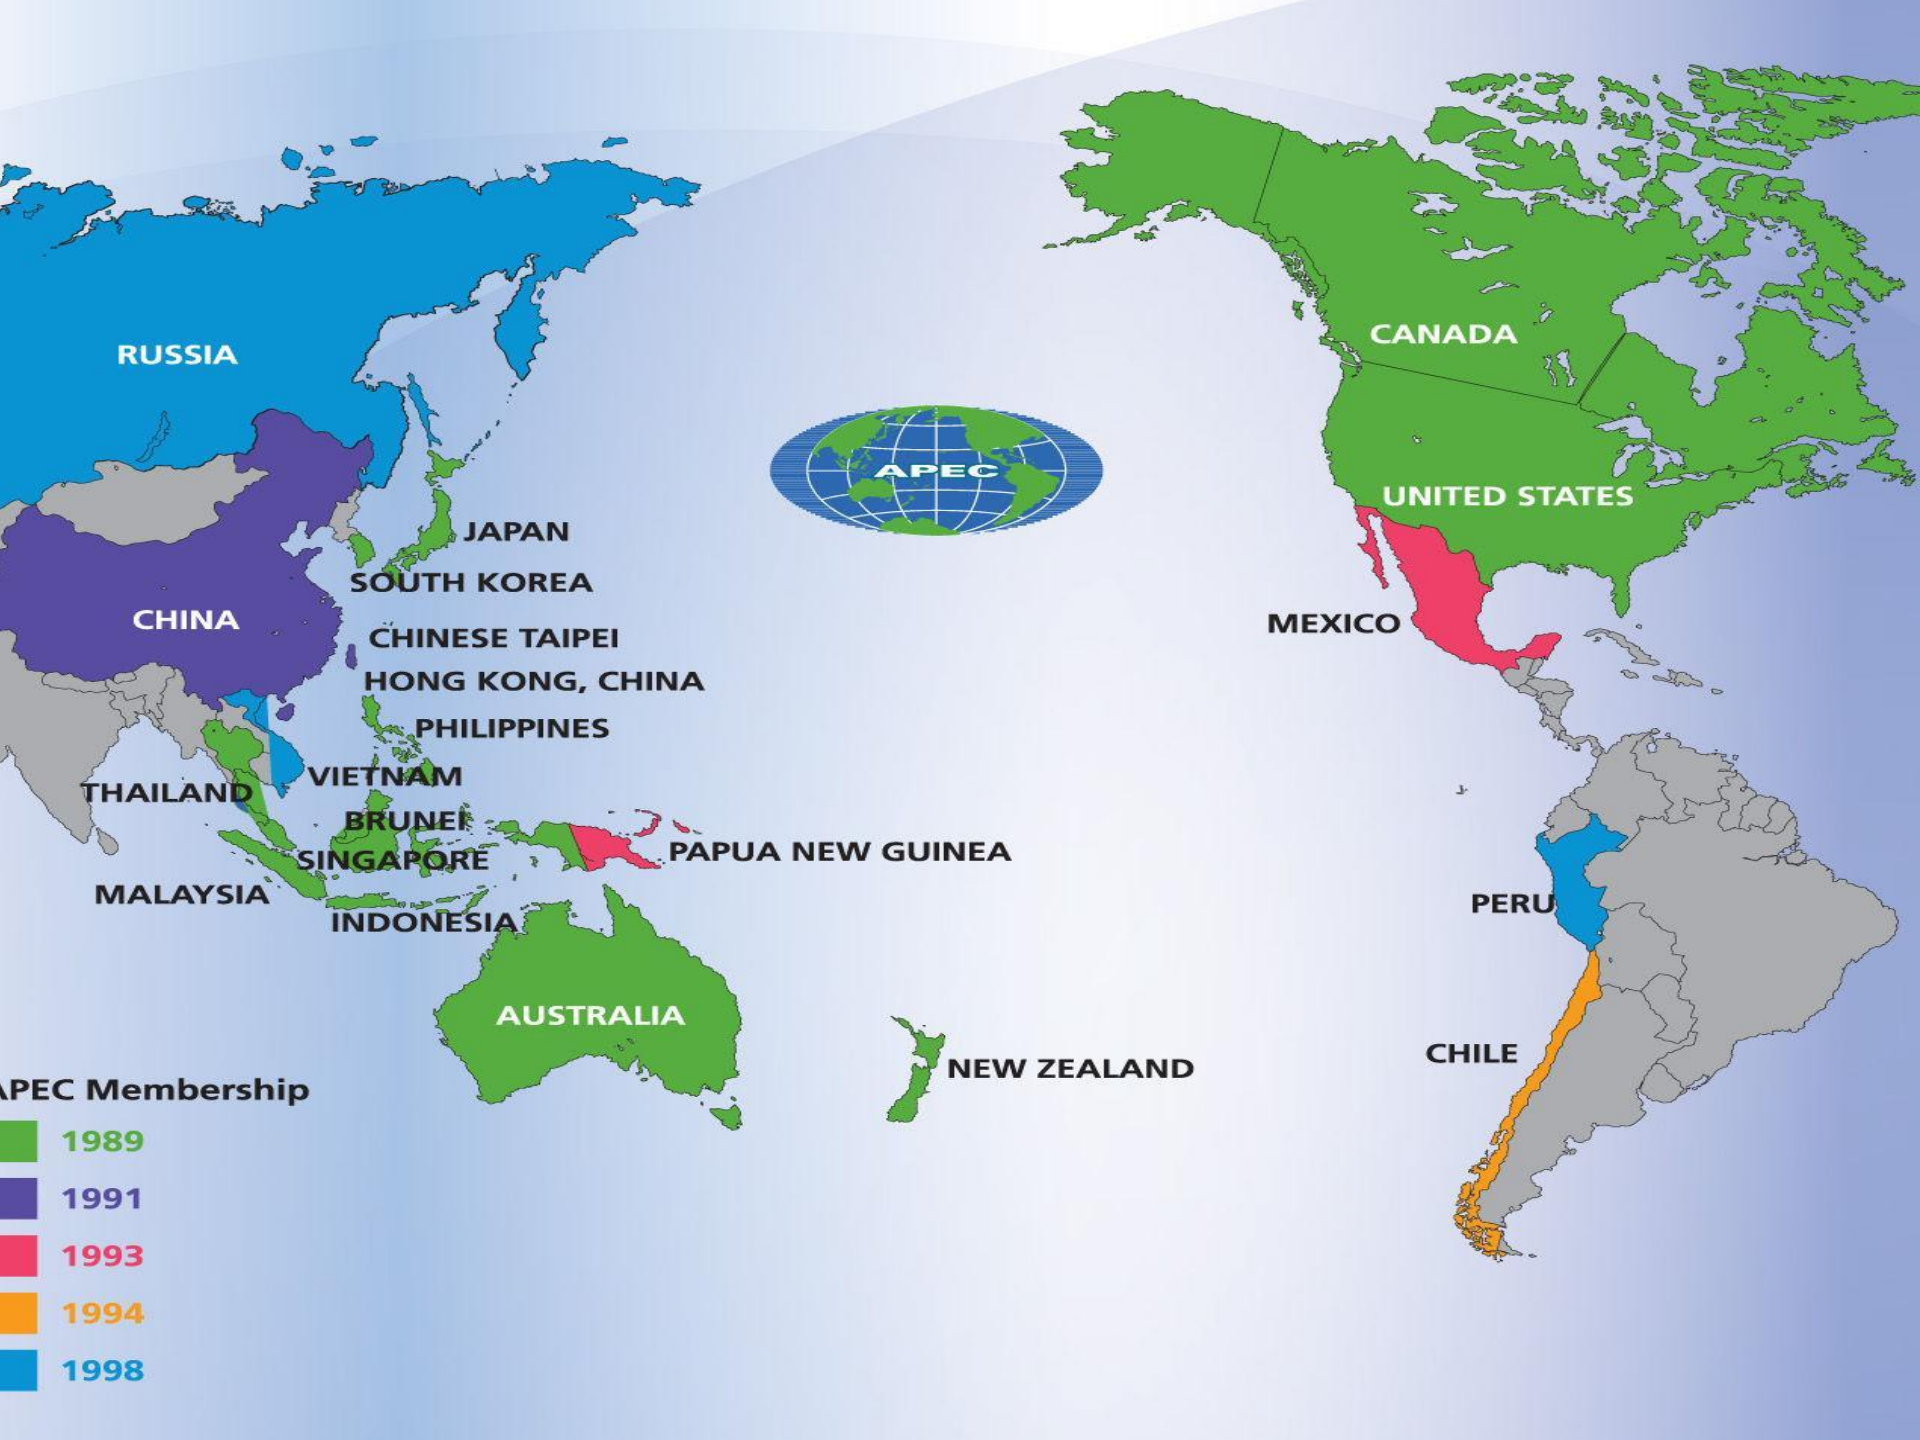 RUSSIA
CANADA
APEC
UNITED STATES
JAPAN
SOUTH KOREA
CHINA
CHINESE TAIPEI
MEXICO
HONG KONG, CHINA
PHILIPPINES
VIETNAM
THAILAND
BRUNEI
SINGAPORE
PAPUA NEW GUINEA
MALAYSIA
PERU
INDONESIA
AUSTRALIA
CHILE
NEW ZEALAND
APEC Membership
1989
1991
1993
1994
1998